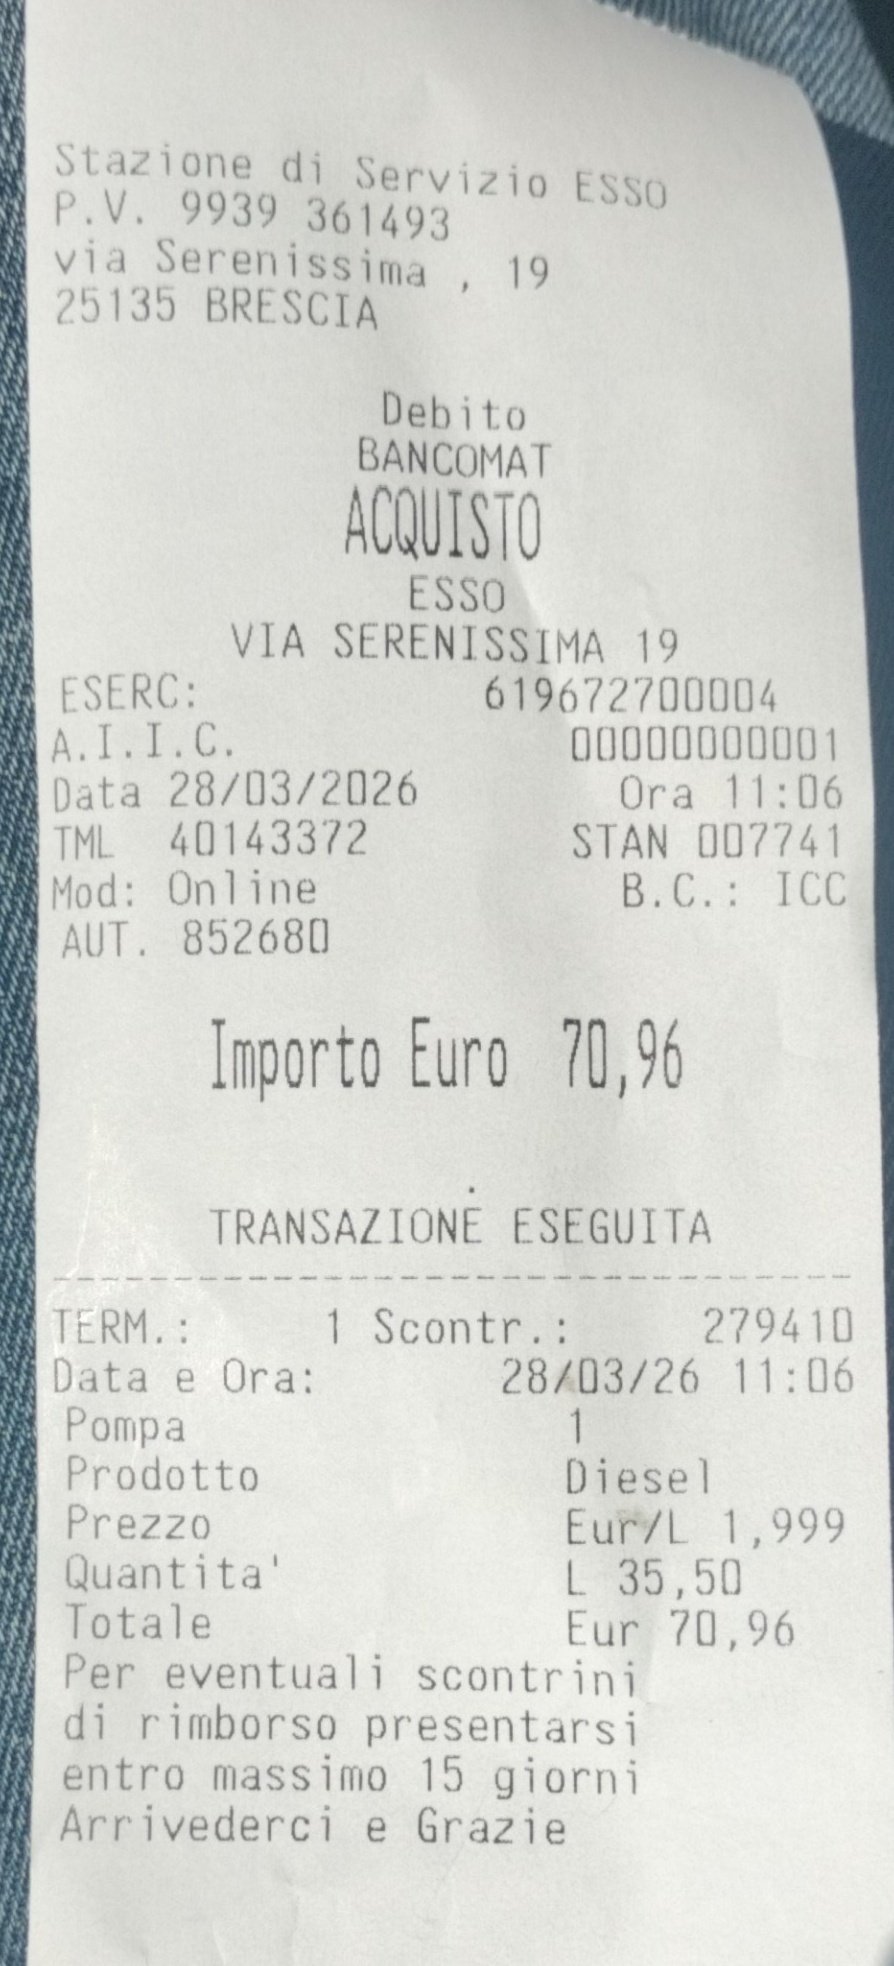 Stazione di Servizio ESSO
P.V. 9939 361493
via Serenissima , 19
25135 BRESCIA
Debito
BANCOMAT
ACQUISTO
ESSO
VIA SERENISSIMA 19
ESERC: 619672700004
A.I.I.C. 00000000001
Data 28/03/2026 Ora 11:06
TML 40143372 STAN 007741
Mod: Online B.C.: ICC
AUT. 852680
Importo Euro 70,96
TRANSAZIONE ESEGUITA
---------------------------------
TERM.: 1 Scontr.: 279410
Data e Ora: 28/03/26 11:06
Pompa 1
Prodotto Diesel
Prezzo Eur/L 1,999
Quantita' L 35,50
Totale Eur 70,96
Per eventuali scontrini
di rimborso presentarsi
entro massimo 15 giorni
Arrivederci e Grazie